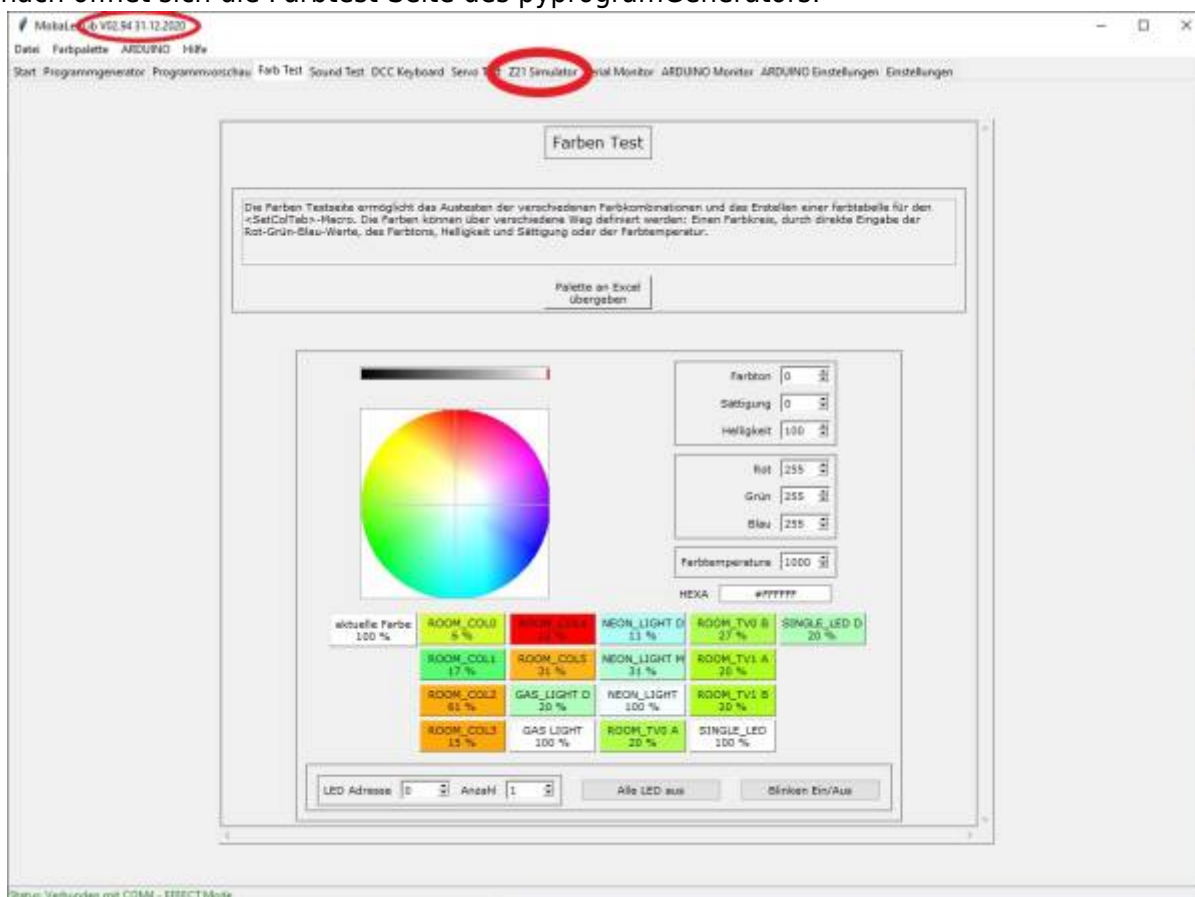 nach öffnet sich die Farbtest-Seite des pyprogramGenerators:
MobaLedLib V02.94 31.12.2020
Datei Farbpalette ARDUINO Hilfe
Start Programmgenerator Programmvorschau Farb Test Sound Test DCC Keyboard Servo Test Z21 Simulator Serial Monitor ARDUINO Monitor ARDUINO Einstellungen Einstellungen
Farben Test
Die Farben Testseite ermöglicht das Austesten der verschiedenen Farbkombinationen und das Erstellen einer farbtabelle für den
<SetColTab>-Macro. Die Farben können über verschiedene Weg definiert werden: Einen Farbkreis, durch direkte Eingabe der
Rot-Grün-Blau-Werte, des Farbtons, Helligkeit und Sättigung oder der Farbtemperatur.
Palette an Excel
übergeben
Farbton 0
Sättigung 0
Helligkeit 100
Rot 255
Grün 255
Blau 255
Farbtemperature 1000
HEXA #FFFFFF
aktuelle Farbe ROOM_COL0 ROOM_COL4 NEON_LIGHT D ROOM_TV0 B SINGLE_LED D
100 % 6 % 12 % 11 % 27 % 20 %
ROOM_COL1 ROOM_COL5 NEON_LIGHT M ROOM_TV1 A
17 % 31 % 31 % 20 %
ROOM_COL2 GAS_LIGHT D NEON_LIGHT ROOM_TV1 B
61 % 20 % 100 % 20 %
ROOM_COL3 GAS LIGHT ROOM_TV0 A SINGLE_LED
15 % 100 % 20 % 100 %
LED Adresse 0 Anzahl 1 Alle LED aus Blinken Ein/Aus
Status: Verbunden mit - EFFECT Mode